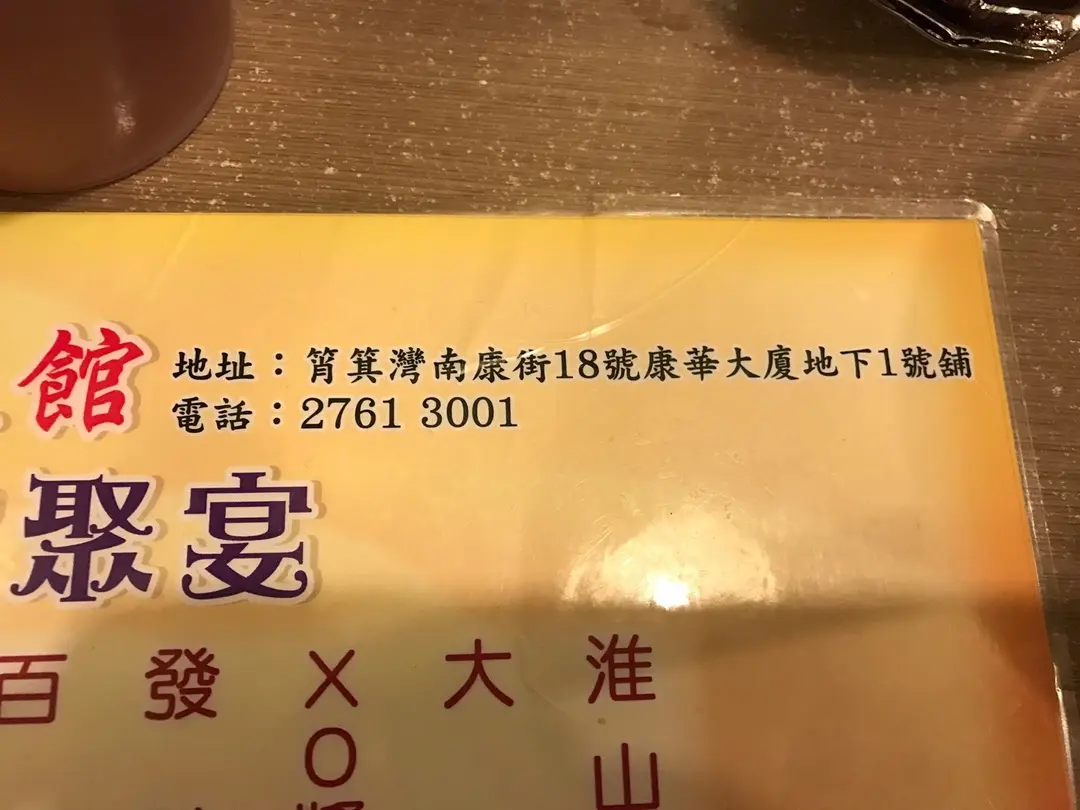 館
地址：筲箕灣南康街18號康華大廈地下1號舖
電話：2761 3001
聚宴
淮山
大
XO
發
百